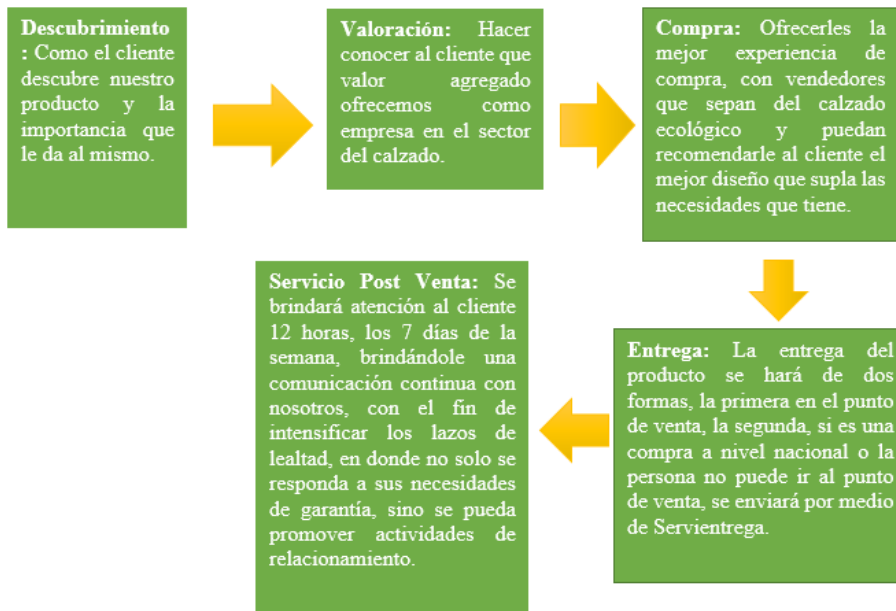 Descubrimiento
: Como el cliente
descubre nuestro
producto y la
importancia que
le da al mismo.
Valoración: Hacer
conocer al cliente que
valor agregado
ofrecemos como
empresa en el sector
del calzado.
Compra: Ofrecerles la
mejor experiencia de
compra, con vendedores
que sepan del calzado
ecológico y puedan
recomendarle al cliente el
mejor diseño que supla las
necesidades que tiene.
Entrega: La entrega del
producto se hará de dos
formas, la primera en el punto
de venta, la segunda, si es una
compra a nivel nacional o la
persona no puede ir al punto
de venta, se enviará por medio
de Servientrega.
Servicio Post Venta: Se
brindará atención al cliente
12 horas, los 7 días de la
semana, brindándole una
comunicación continua con
nosotros, con el fin de
intensificar los lazos de
lealtad, en donde no solo se
responda a sus necesidades
de garantía, sino se pueda
promover actividades de
relacionamiento.